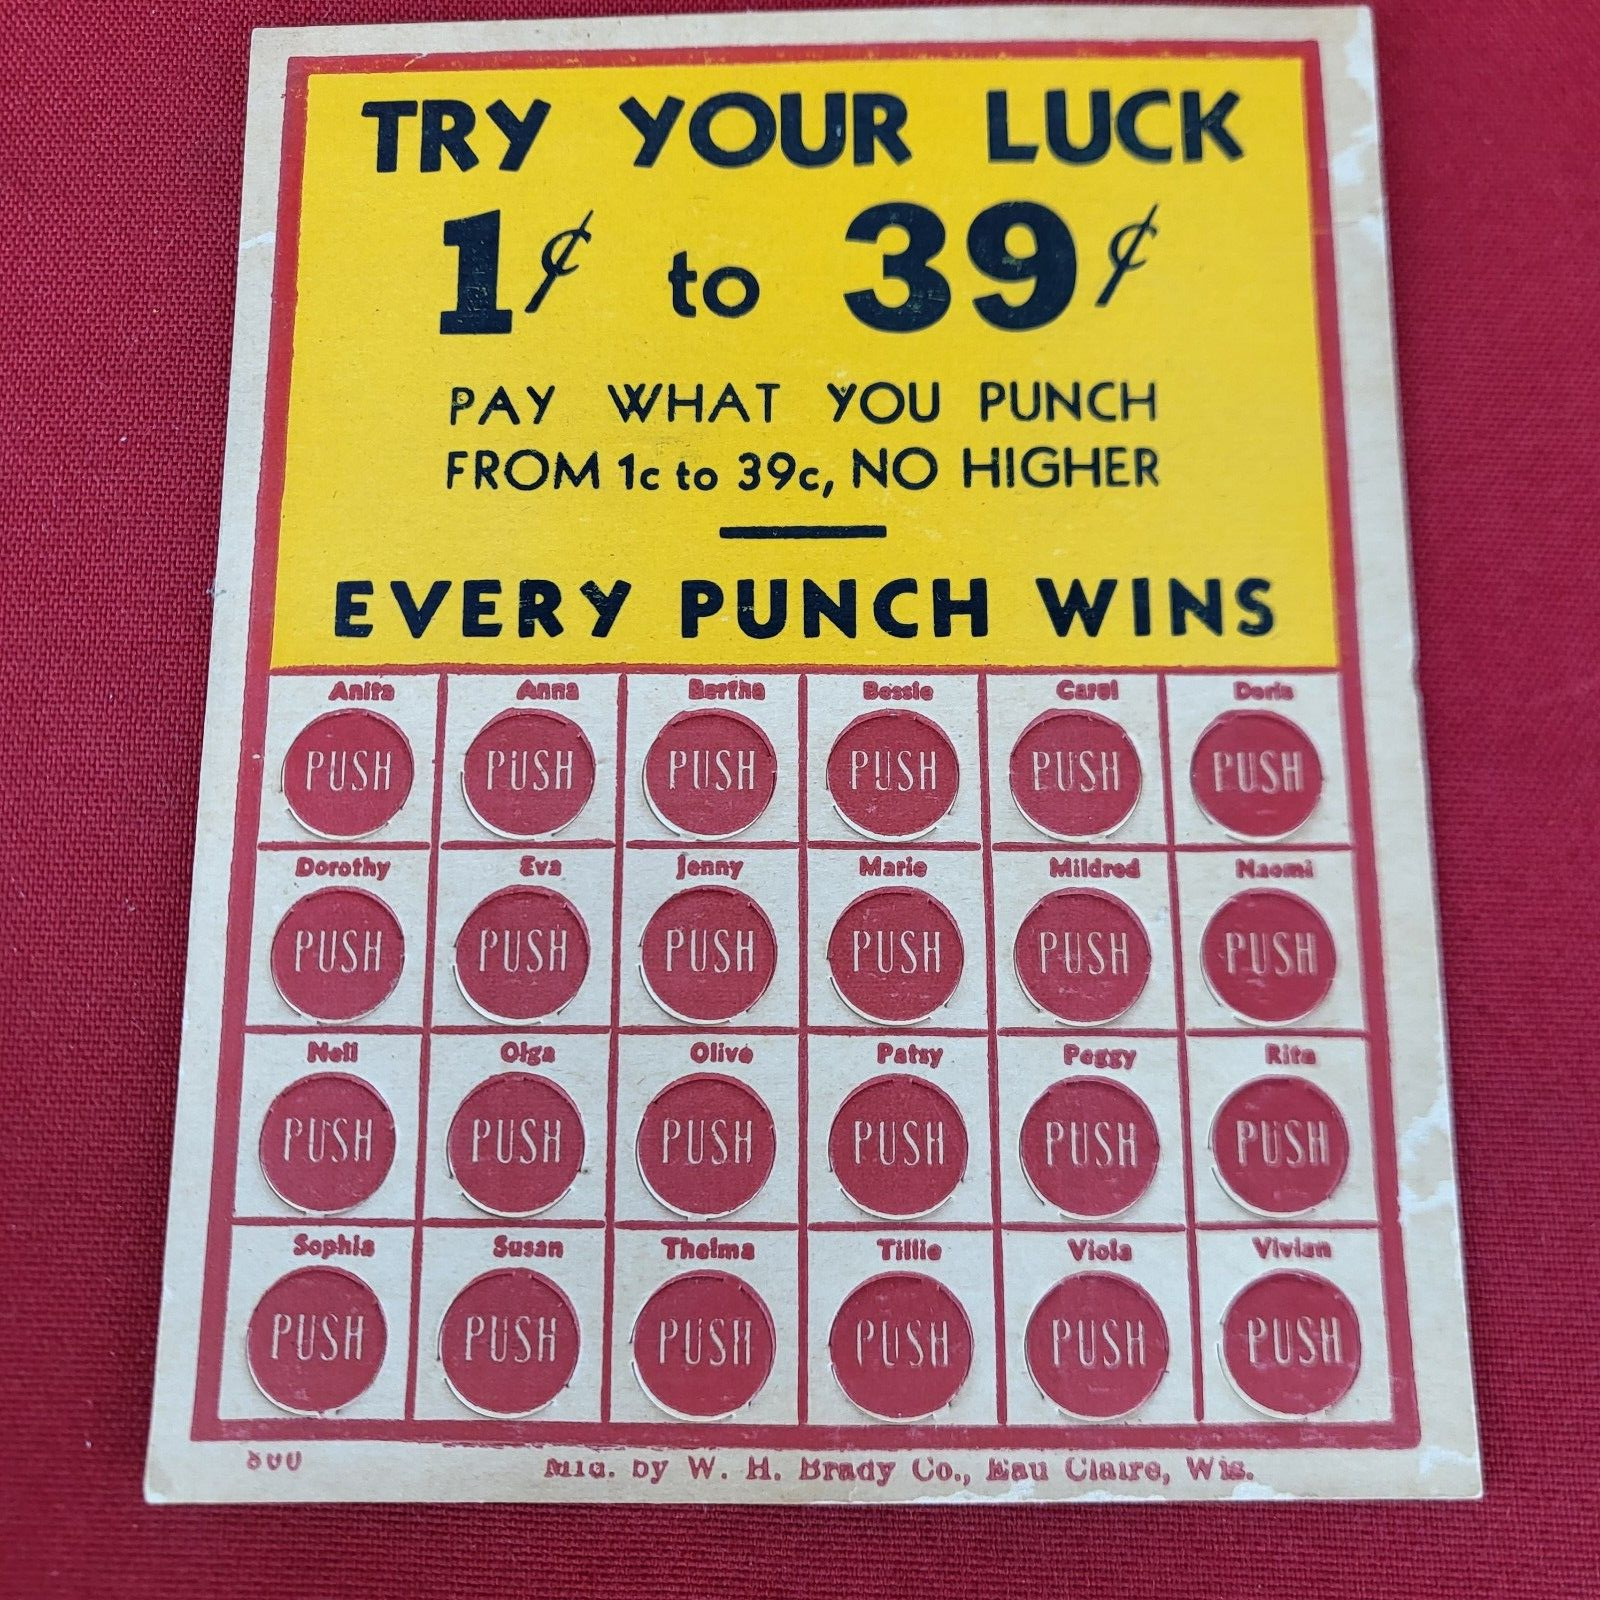 TRY YOUR LUCK
1¢ to 39¢
PAY WHAT YOU PUNCH
FROM 1c to 39c, NO HIGHER
EVERY PUNCH WINS
Anita Anna Bertha Bessie Carol Doris
PUSH PUSH PUSH PUSH PUSH PUSH
Dorothy Eva Jenny Marie Mildred Naomi
PUSH PUSH PUSH PUSH PUSH PUSH
Nell Olga Olive Patsy Peggy Rita
PUSH PUSH PUSH PUSH PUSH PUSH
Sophia Susan Thelma Tillie Viola Vivian
PUSH PUSH PUSH PUSH PUSH PUSH
Mfd. by W. H. Brady Co., Eau Claire, Wis.